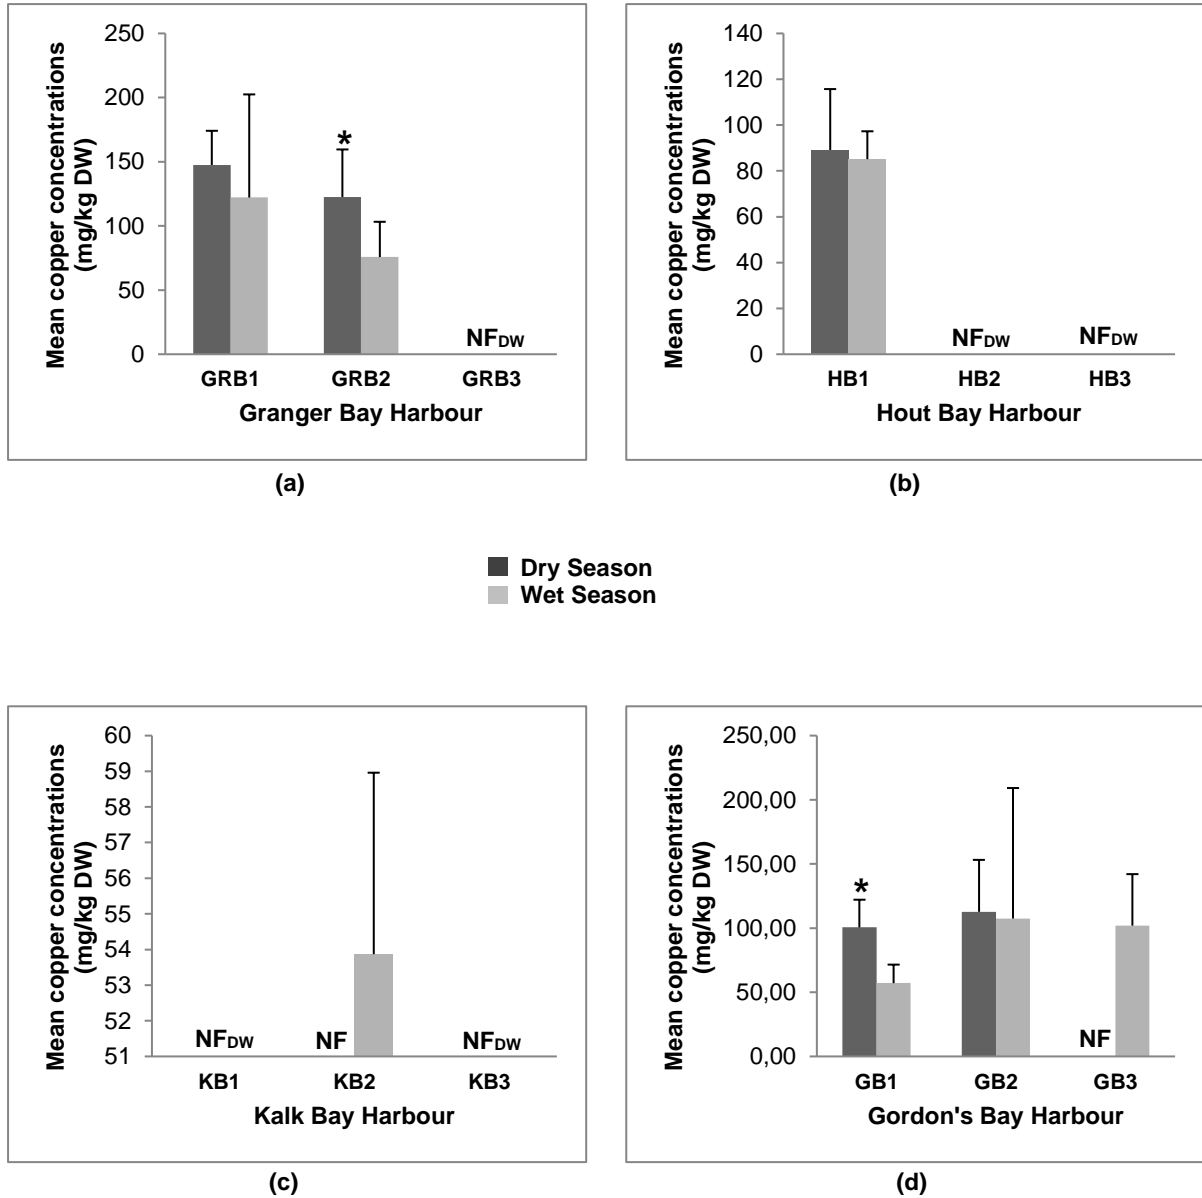 Mean copper concentrations
(mg/kg DW)
250
200
150
100
50
0
*
NFDW
GRB1 GRB2 GRB3
Granger Bay Harbour
(a)
Mean copper concentrations
(mg/kg DW)
140
120
100
80
60
40
20
0
NFDW NFDW
HB1 HB2 HB3
Hout Bay Harbour
(b)
Dry Season
Wet Season
Mean copper concentrations
(mg/kg DW)
60
59
58
57
56
55
54
53
52
51
NFDW NF NFDW
KB1 KB2 KB3
Kalk Bay Harbour
(c)
Mean copper concentrations
(mg/kg DW)
250,00
200,00
150,00
100,00
50,00
0,00
*
NF
GB1 GB2 GB3
Gordon's Bay Harbour
(d)